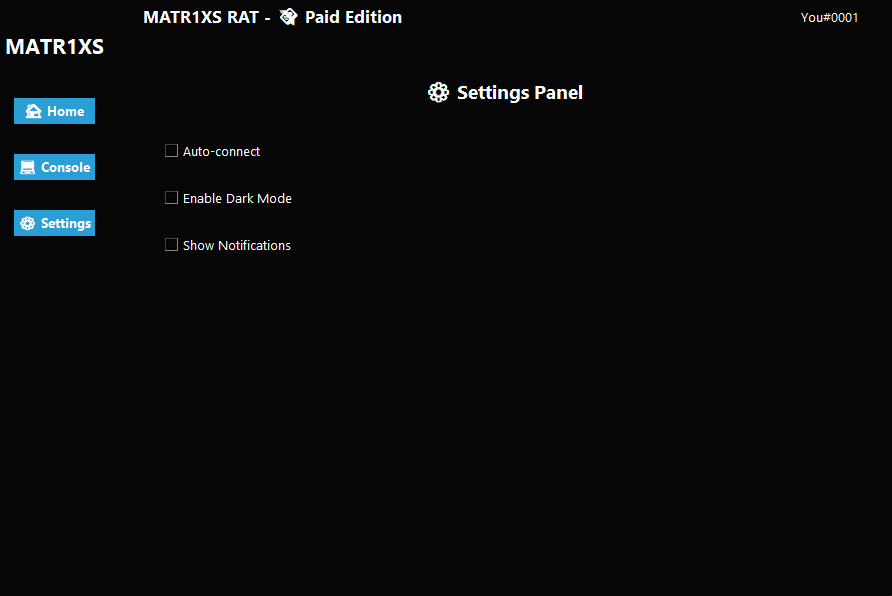 MATR1XS RAT - Paid Edition
You#0001
MATR1XS
Settings Panel
Home
Auto-connect
Console
Enable Dark Mode
Settings
Show Notifications